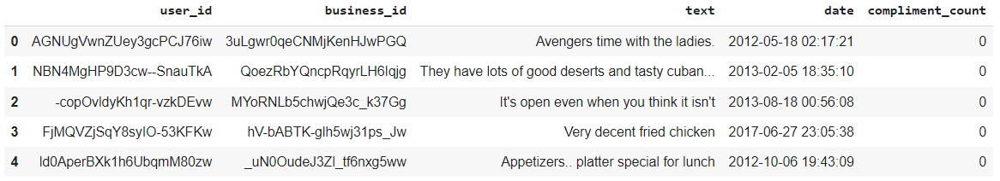 user_id business_id text date compliment_count
0 AGNUgVwnZUey3gcPCJ76iw 3uLgwr0qeCNMjKenHJwPGQ Avengers time with the ladies. 2012-05-18 02:17:21 0
1 NBN4MgHP9D3cw--SnauTkA QoezRbYQncpRqyrLH6Iqjg They have lots of good deserts and tasty cuban... 2013-02-05 18:35:10 0
2 -copOvldyKh1qr-vzkDEvw MYoRNLb5chwjQe3c_k37Gg It's open even when you think it isn't 2013-08-18 00:56:08 0
3 FjMQVZjSqY8syIO-53KFKw hV-bABTK-glh5wj31ps_Jw Very decent fried chicken 2017-06-27 23:05:38 0
4 ld0AperBXk1h6UbqmM80zw _uN0OudeJ3Zl_tf6nxg5ww Appetizers.. platter special for lunch 2012-10-06 19:43:09 0